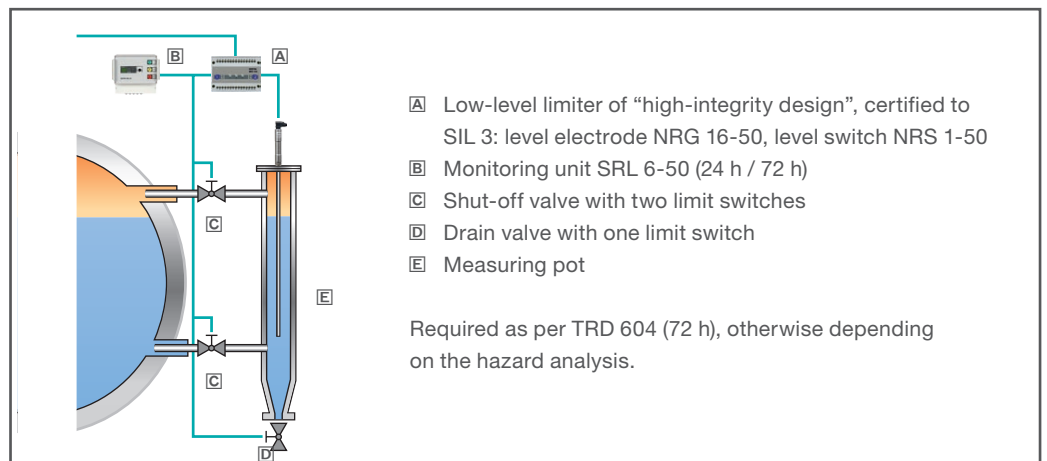 B
A
A Low-level limiter of “high-integrity design”, certified to
SIL 3: level electrode NRG 16-50, level switch NRS 1-50
B Monitoring unit SRL 6-50 (24 h / 72 h)
C Shut-off valve with two limit switches
D Drain valve with one limit switch
E Measuring pot
Required as per TRD 604 (72 h), otherwise depending
on the hazard analysis.
C
E
C
D